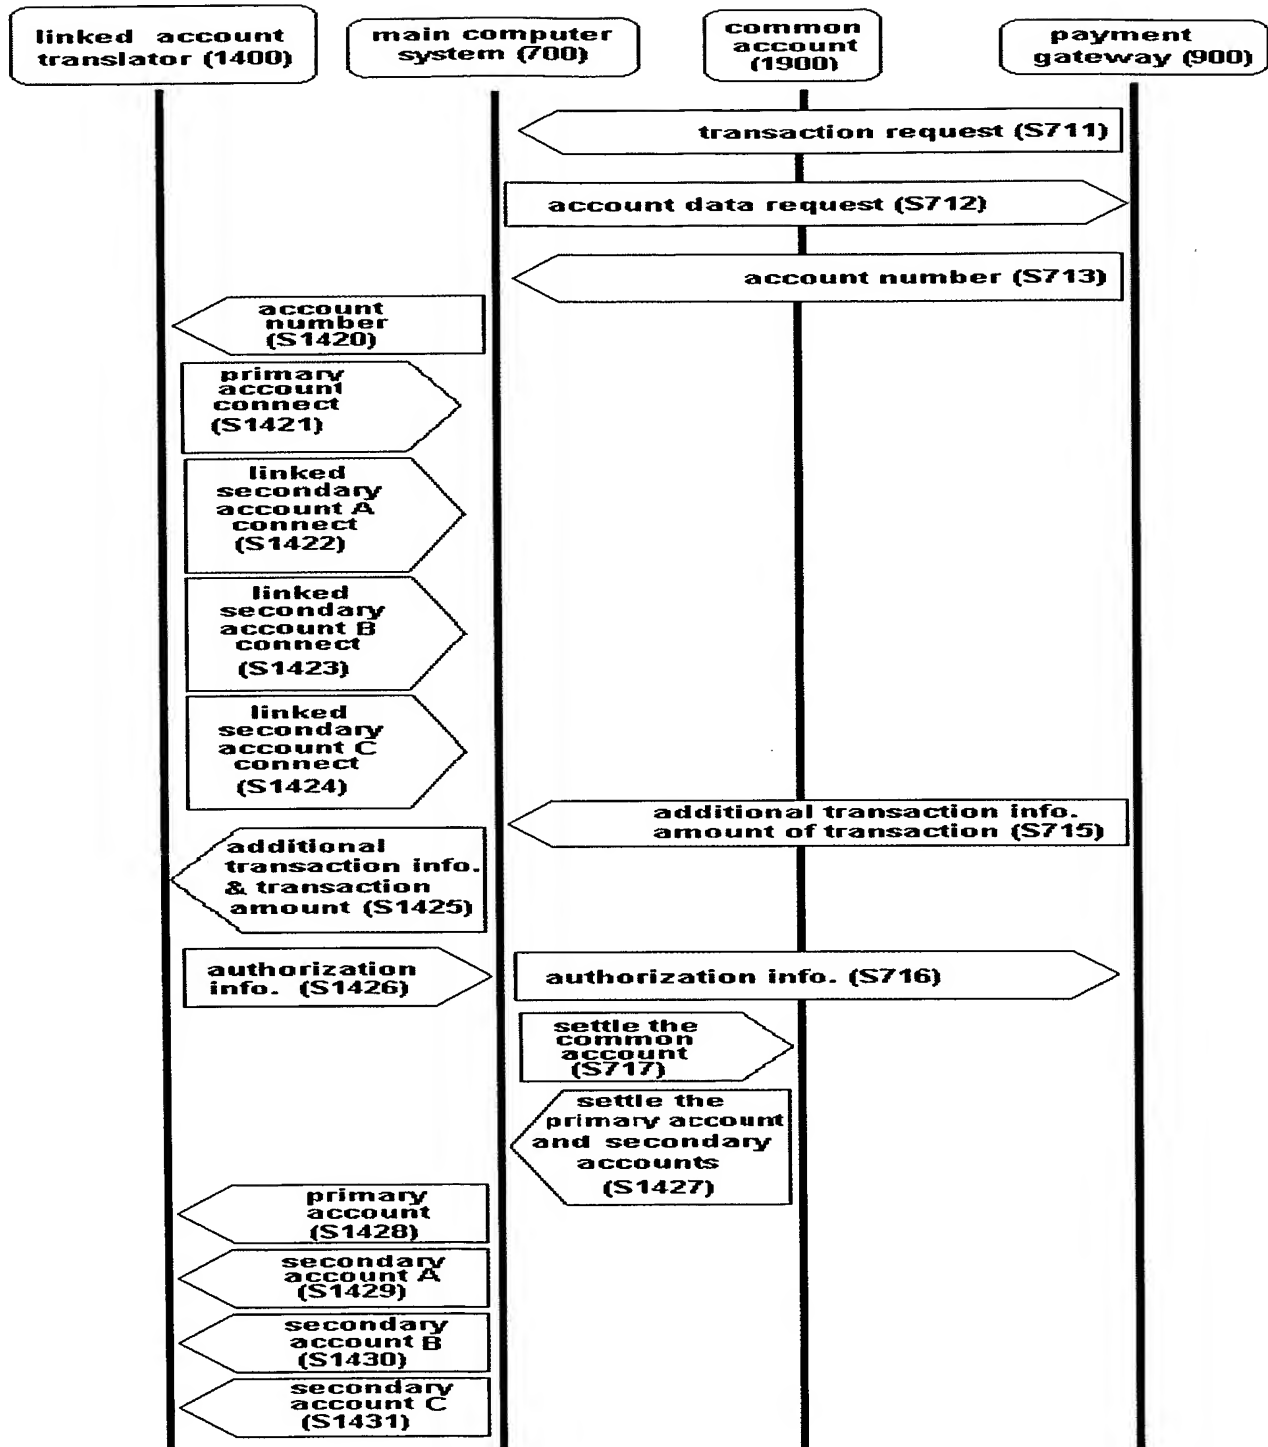 linked account
translator (1400)
main computer
system (700)
common
account
(1900)
payment
gateway (900)
transaction request (S711)
account data request (S712)
account number (S713)
account
number
(S1420)
primary
account
connect
(S1421)
linked
secondary
account A
connect
(S1422)
linked
secondary
account B
connect
(S1423)
linked
secondary
account C
connect
(S1424)
additional transaction info.
amount of transaction (S715)
additional
transaction info.
& transaction
amount (S1425)
authorization
info. (S1426)
authorization info. (S716)
settle the
common
account
(S717)
settle the
primary account
and secondary
accounts
(S1427)
primary
account
(S1428)
secondary
account A
(S1429)
secondary
account B
(S1430)
secondary
account C
(S1431)